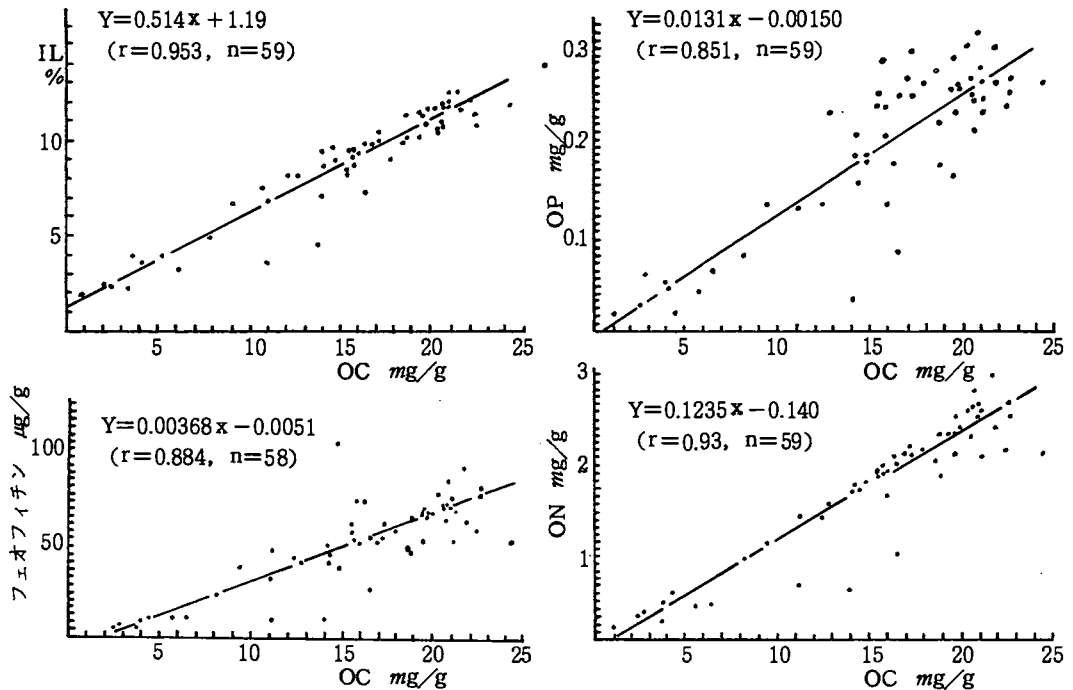 Y=0.514x+1.19
(r=0.953, n=59)
IL
%
10
5
5 10 15 20 25
OC mg/g
Y=0.0131x-0.00150
(r=0.851, n=59)
OP mg/g
0.3
0.2
0.1
5 10 15 20 25
OC mg/g
Y=0.00368x-0.0051
(r=0.884, n=58)
フェオフィチン μg/g
100
50
5 10 15 20 25
OC mg/g
Y=0.1235x-0.140
(r=0.93, n=59)
ON mg/g
3
2
1
5 10 15 20 25
OC mg/g